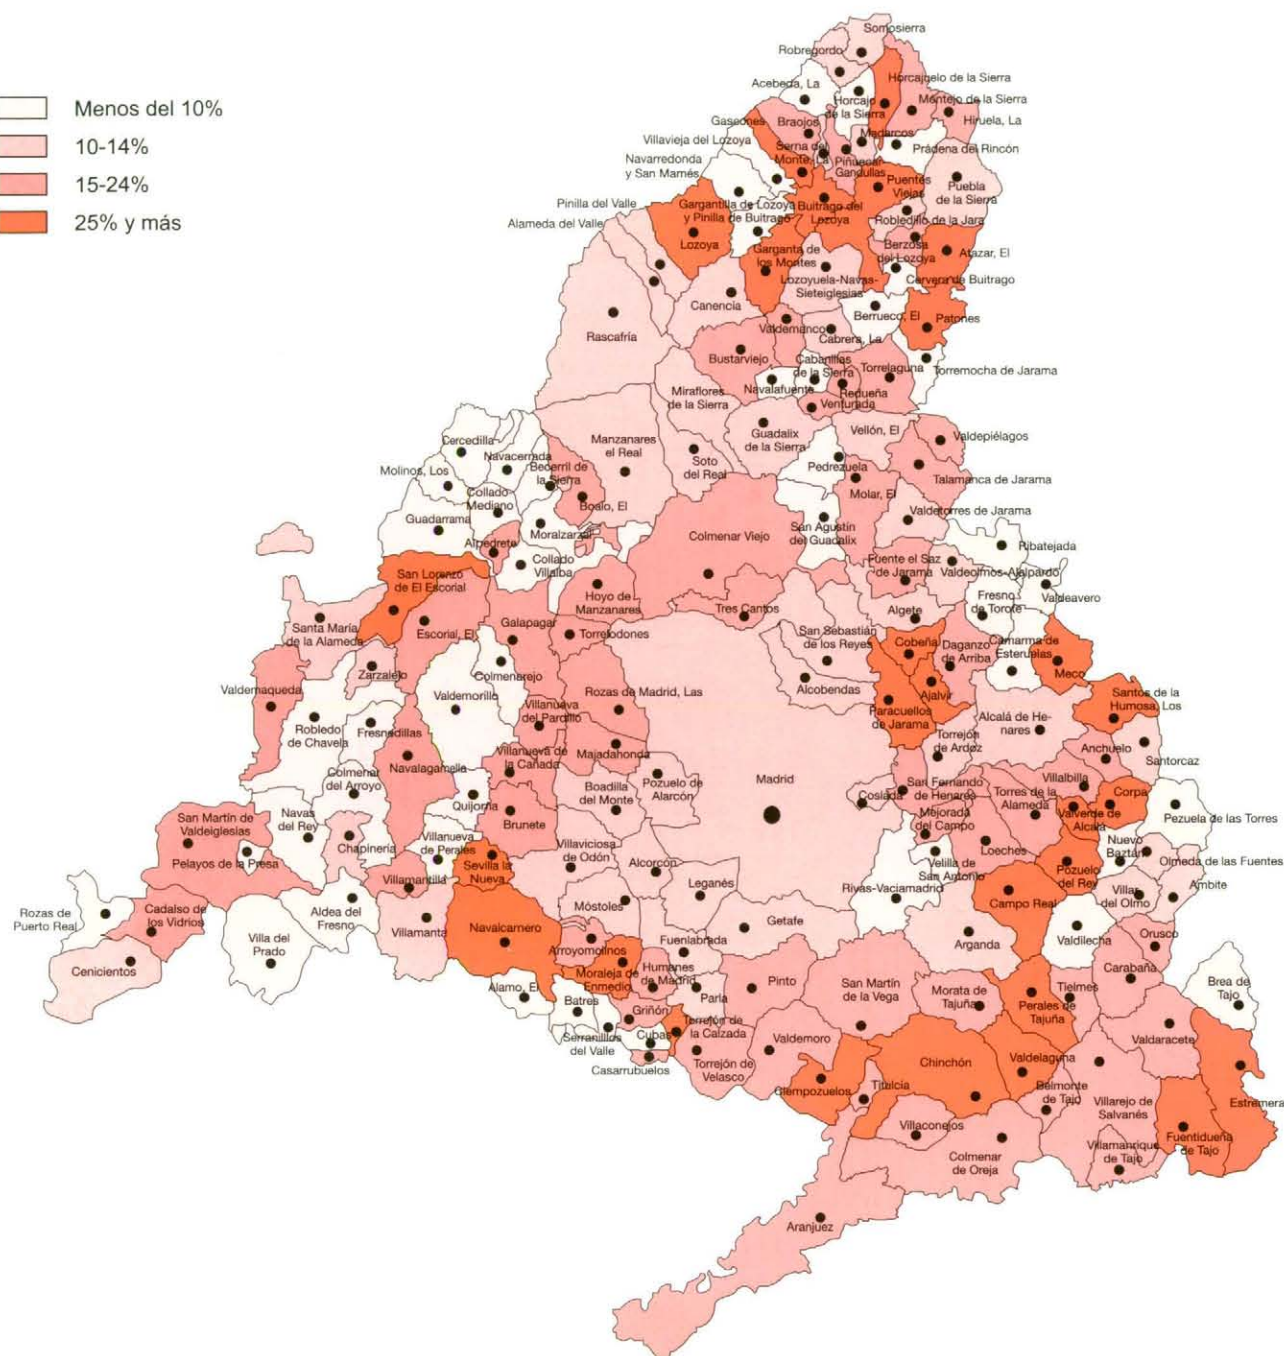 Menos del 10%
10-14%
15-24%
25% y más
Somosierra
Robregordo
Acebeda, La
Horcajo
de la Sierra
Horcajuelo de la Sierra
Montejo de la Sierra
Hiruela, La
Gascones
Braojos
Madarcos
Prádena del Rincón
Villavieja del Lozoya
Serna del
Monte, La
Piñuecar-
Gandullas
Navarredonda
y San Mamés
Puentes
Viejas
Puebla
de la Sierra
Pinilla del Valle
Gargantilla de Lozoya
y Pinilla de Buitrago
Buitrago del
Lozoya
Robledillo de la Jara
Alameda del Valle
Lozoya
Garganta de
los Montes
Berzosa
del Lozoya
Atazar, El
Lozoyuela-Navas-
Sieteiglesias
Cervera de Buitrago
Canencia
Berrueco, El
Patones
Rascafría
Valdemanco
Cabrera, La
Bustarviejo
Cabanillas
de la Sierra
Torrelaguna
Torremocha de Jarama
Miraflores
de la Sierra
Navalafuente
Redueña
Venturada
Cercedilla
Manzanares
el Real
Guadalix
de la Sierra
Vellón, El
Valdepiélagos
Navacerrada
Molinos, Los
Becerril de
la Sierra
Soto
del Real
Pedrezuela
Talamanca de Jarama
Collado
Mediano
Boalo, El
Molar, El
Guadarrama
Moralzarzal
Colmenar Viejo
San Agustín
del Guadalix
Valdetorres de Jarama
Alpedrete
Ribatejada
Collado
Villalba
Fuente el Saz
de Jarama
Valdeolmos-Alalpardo
San Lorenzo
de El Escorial
Hoyo de
Manzanares
Fresno
de Torote
Valdeavero
Santa María
de la Alameda
Escorial, El
Galapagar
Tres Cantos
Algete
Torrelodones
San Sebastián
de los Reyes
Cobeña
Daganzo
de Arriba
Camarma de
Esteruelas
Zarzalejo
Colmenarejo
Meco
Valdemaqueda
Valdemorillo
Rozas de Madrid, Las
Alcobendas
Ajalvir
Santos de la
Humosa, Los
Robledo
de Chavela
Fresnedillas
Villanueva
del Pardillo
Paracuellos
de Jarama
Alcalá de He-
nares
Majadahonda
Torrejón
de Ardoz
Navalagamella
Villanueva de
la Cañada
Anchuelo
Santorcaz
Colmenar
del Arroyo
Boadilla
del Monte
Pozuelo de
Alarcón
Madrid
San Fernando
de Henares
Villalbilla
Quijorna
Coslada
Torres de la
Alameda
Corpa
San Martín de
Valdeiglesias
Navas
del Rey
Brunete
Mejorada
del Campo
Valverde de
Alcalá
Pezuela de las Torres
Chapinería
Villanueva
de Perales
Villaviciosa
de Odón
Loeches
Nuevo
Baztán
Pelayos de la Presa
Sevilla la
Nueva
Alcorcón
Velilla de
San Antonio
Pozuelo
del Rey
Olmeda de las Fuentes
Villamantilla
Leganés
Rivas-Vaciamadrid
Ambite
Villar
del Olmo
Rozas de
Puerto Real
Cadalso de
los Vidrios
Aldea del
Fresno
Móstoles
Campo Real
Villa del
Prado
Villamanta
Navalcarnero
Getafe
Arganda
Valdilecha
Orusco
Arroyomolinos
Fuenlabrada
Cenicientos
Moraleja de
Enmedio
Humanes
de Madrid
Carabaña
Brea de
Tajo
Alamo, El
Batres
Parla
Pinto
San Martín
de la Vega
Morata de
Tajuña
Perales de
Tajuña
Tielmes
Griñón
Serranillos
del Valle
Cubas
Torrejón de
la Calzada
Valdemoro
Valdaracete
Casarrubuelos
Torrejón de
Velasco
Chinchón
Valdelaguna
Ciempozuelos
Titulcia
Belmonte
de Tajo
Villarejo de
Salvanés
Estremera
Villaconejos
Villamanrique
de Tajo
Fuentidueña
de Tajo
Colmenar
de Oreja
Aranjuez